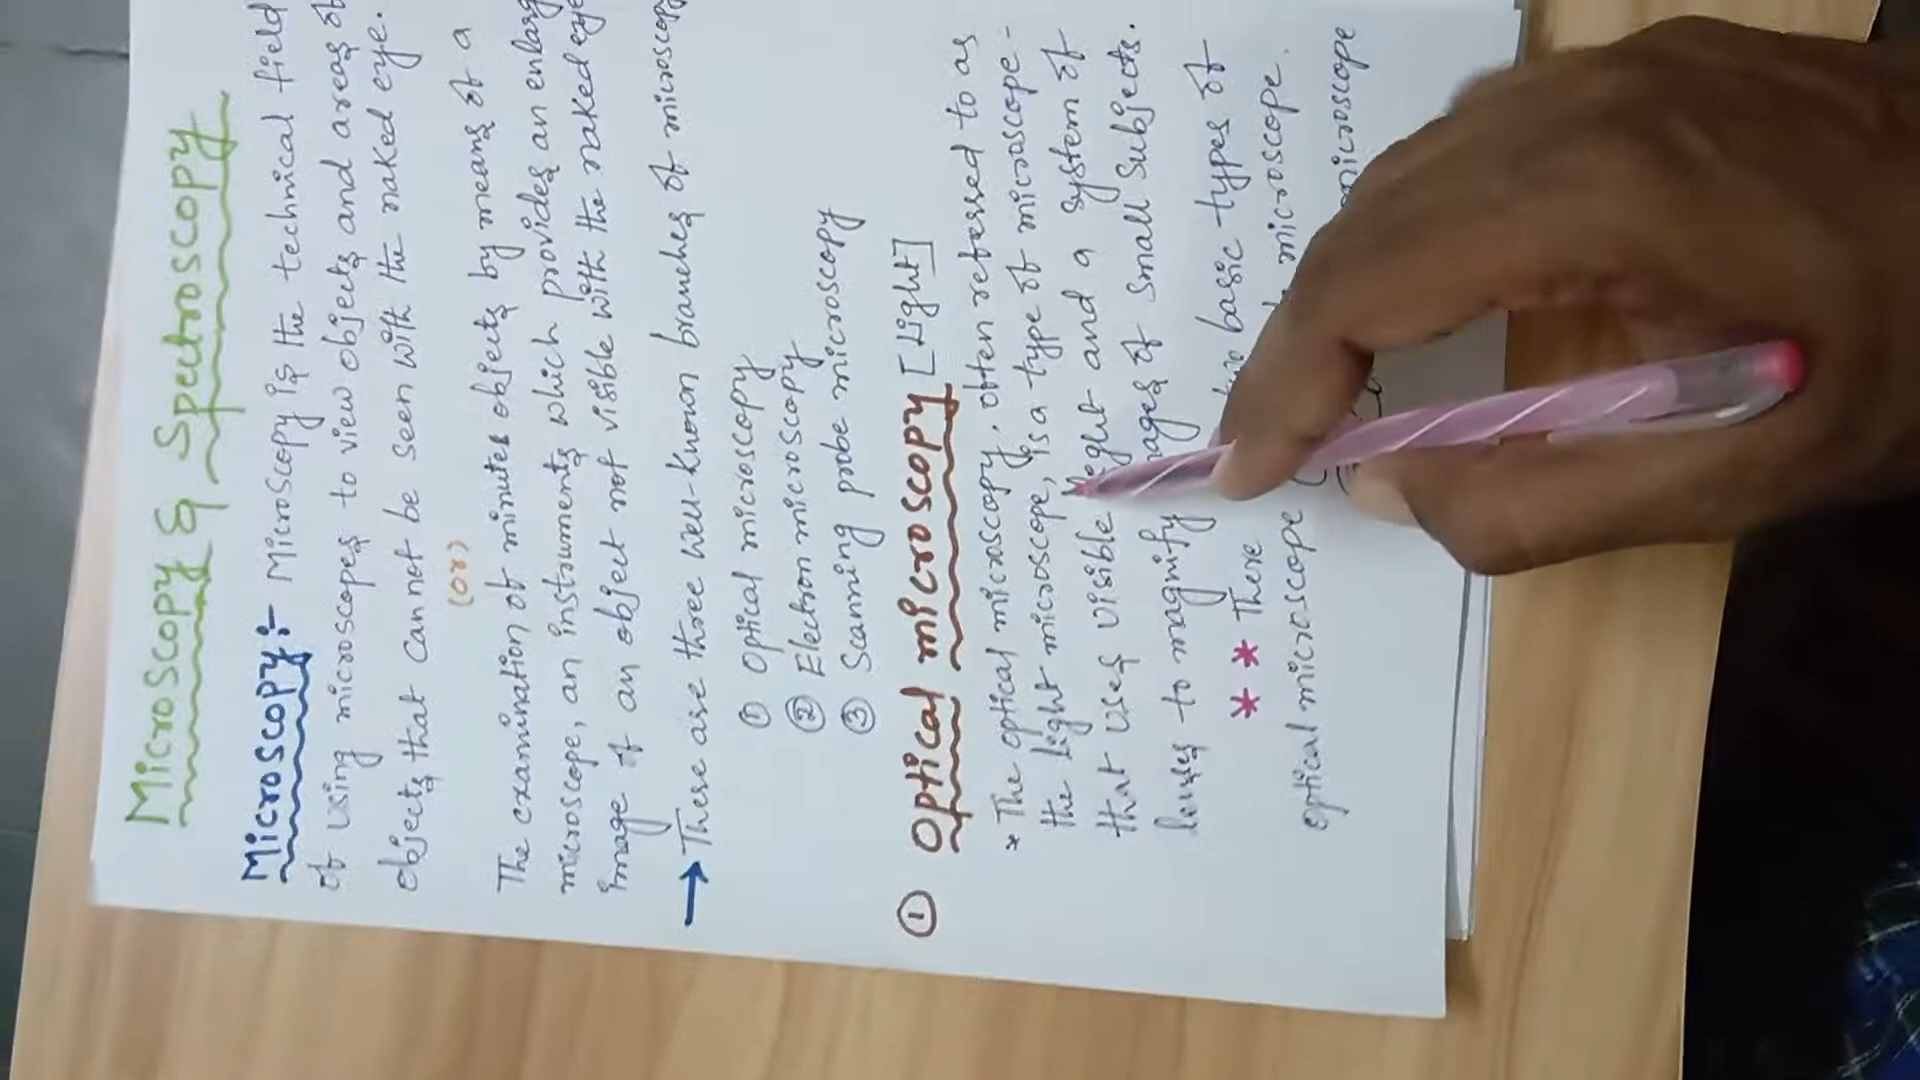 Microscopy & Spectroscopy
Microscopy :- Microscopy is the technical field
of using microscopes to view objects and areas of
objects that can not be seen with the naked eye.
(or)
The examination of minutes objects by means of a
microscope, an instruments which provides an enlarg
image of an object not visible with the naked eye
→ There are three well-known branches of microscopy
① Optical microscopy
② Electron microscopy
③ Scanning probe microscopy
① Optical microscopy [Light]
* The optical microscopy, often referred to as
the light microscope, is a type of microscope-
that uses visible light and a system of
lenses to magnify images of small subjects.
* * There two basic types of
optical microscope microscope.
microscope